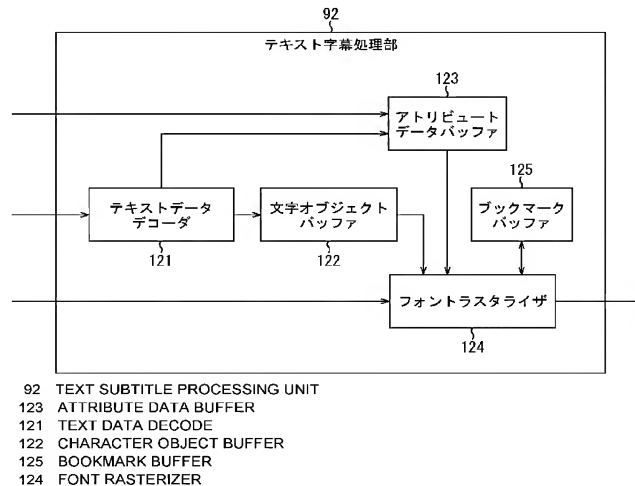 92
テキスト字幕処理部
123
アトリビュート
データバッファ
125
テキストデータ
デコーダ
文字オブジェクト
バッファ
ブックマーク
バッファ
121
122
フォントラスタライザ
124
92 TEXT SUBTITLE PROCESSING UNIT
123 ATTRIBUTE DATA BUFFER
121 TEXT DATA DECODE
122 CHARACTER OBJECT BUFFER
125 BOOKMARK BUFFER
124 FONT RASTERIZER